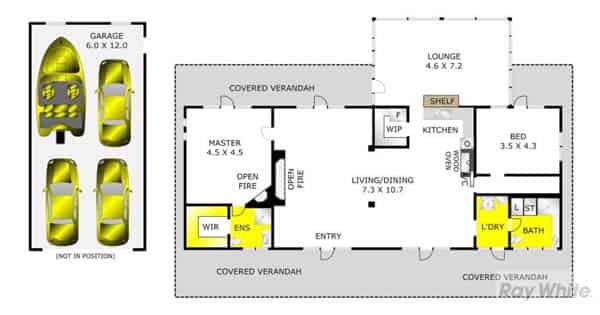 GARAGE
6.0 X 12.0
(NOT IN POSITION)
LOUNGE
4.6 X 7.2
COVERED VERANDAH
COVERED VERANDAH
SHELF
F
WIP
KITCHEN
MASTER
4.5 X 4.5
BED
3.5 X 4.3
WOOD
OVEN
OPEN
FIRE
OPEN FIRE
LIVING/DINING
7.3 X 10.7
WIR
ENS
ENTRY
L'DRY
L
ST
BATH
COVERED VERANDAH
COVERED VERANDAH
Ray White.